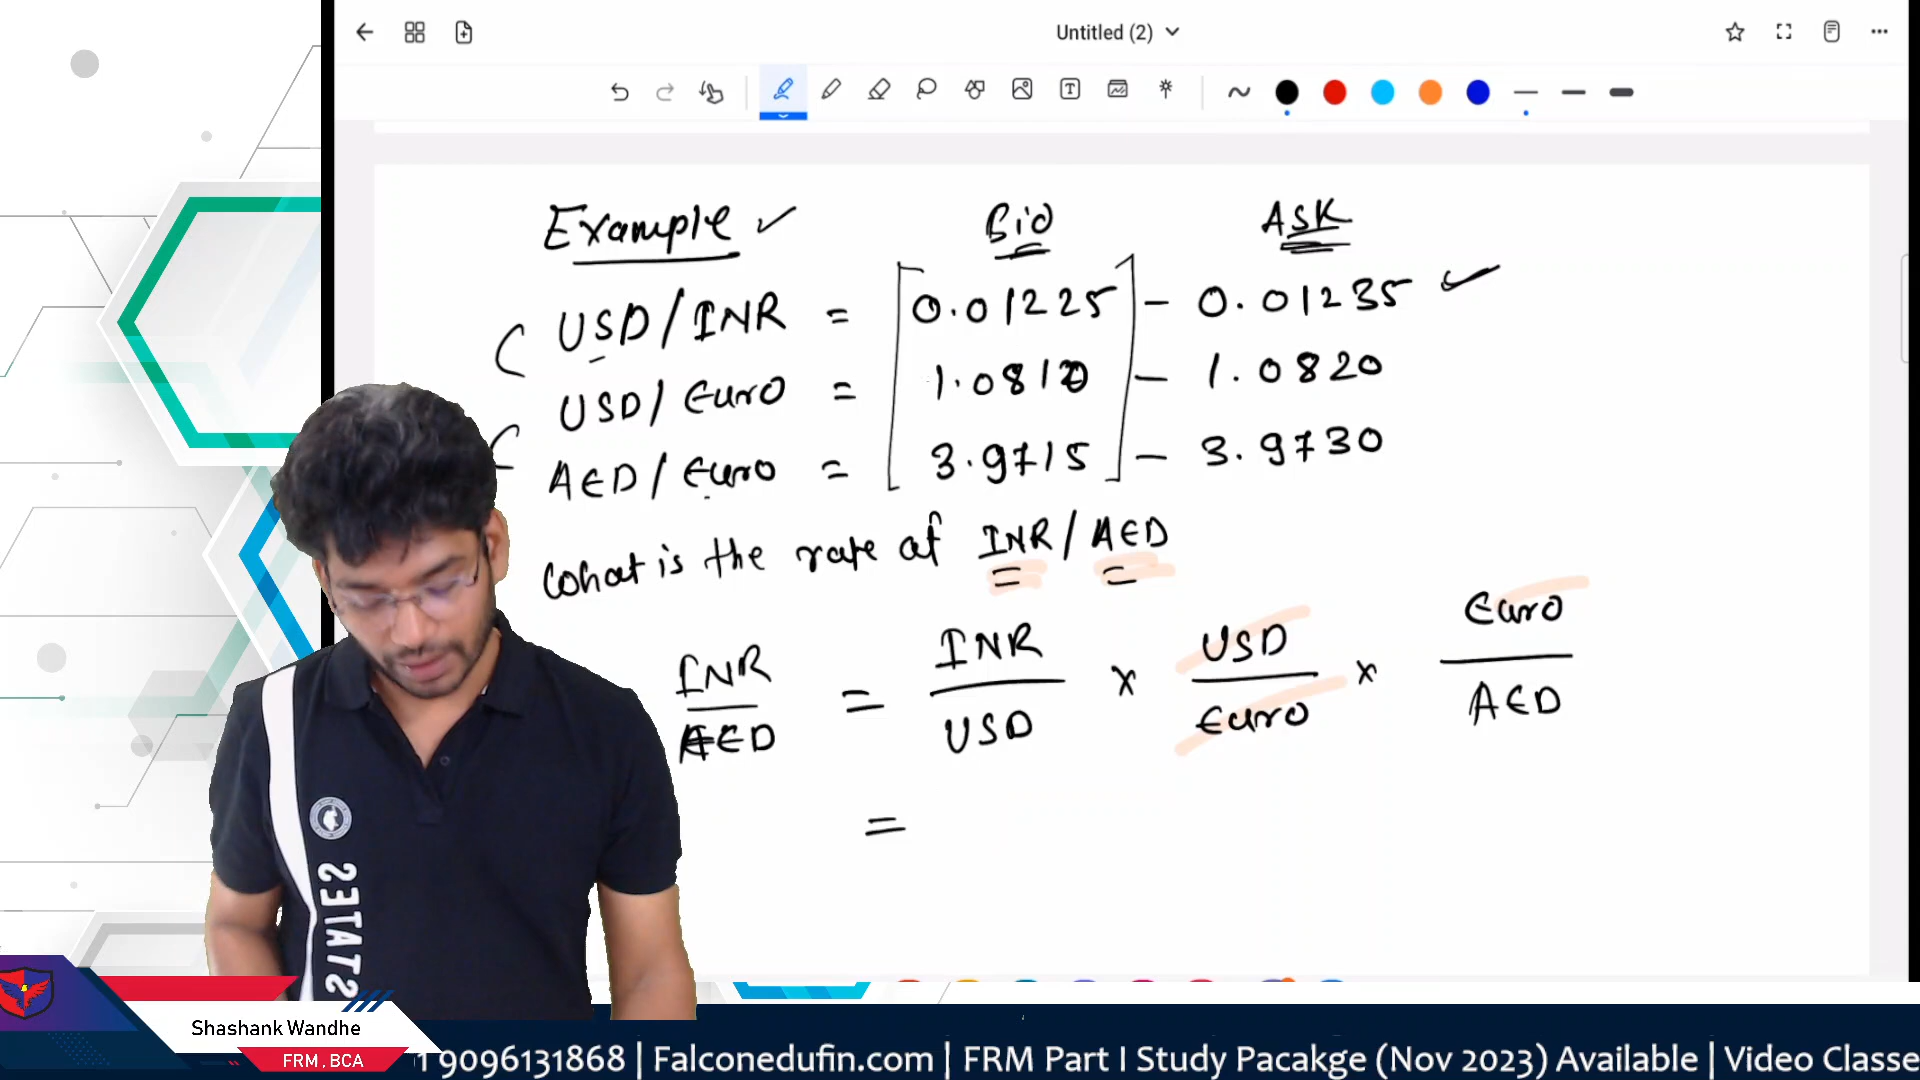 Untitled (2)
Example ✓ Bid ASK
USD/INR = 0.01225 - 0.01235 ✓
USD/Euro = 1.0810 - 1.0820
AED/Euro = 3.9715 - 3.9730
What is the rate of INR/AED
INR/AED = INR/USD x USD/Euro x Euro/AED
=
STATES
Shashank Wandhe
FRM, BCA
1 9096131868 | Falconedufin.com | FRM Part I Study Pacakge (Nov 2023) Available | Video Classe